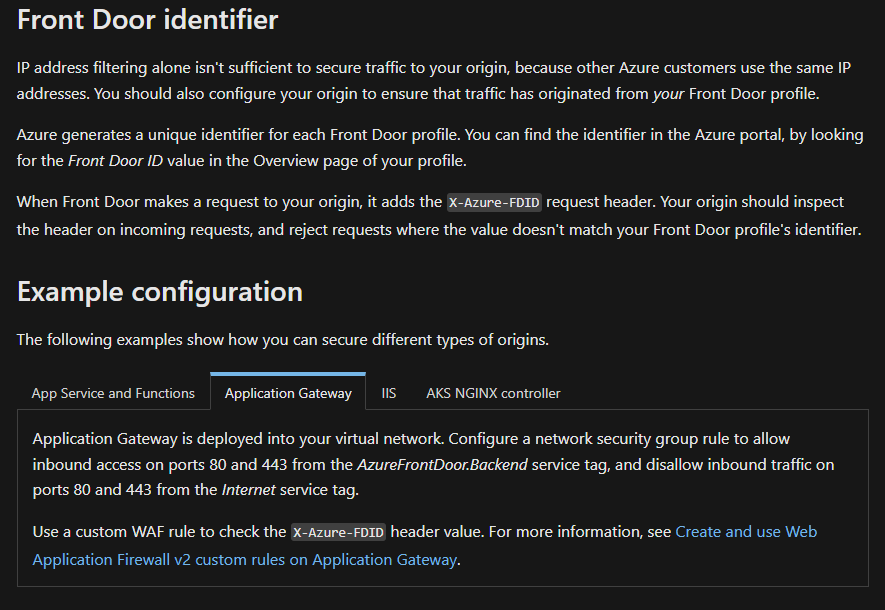 Front Door identifier
IP address filtering alone isn't sufficient to secure traffic to your origin, because other Azure customers use the same IP
addresses. You should also configure your origin to ensure that traffic has originated from your Front Door profile.
Azure generates a unique identifier for each Front Door profile. You can find the identifier in the Azure portal, by looking
for the Front Door ID value in the Overview page of your profile.
When Front Door makes a request to your origin, it adds the X-Azure-FDID request header. Your origin should inspect
the header on incoming requests, and reject requests where the value doesn't match your Front Door profile's identifier.
Example configuration
The following examples show how you can secure different types of origins.
App Service and Functions Application Gateway IIS AKS NGINX controller
Application Gateway is deployed into your virtual network. Configure a network security group rule to allow
inbound access on ports 80 and 443 from the AzureFrontDoor.Backend service tag, and disallow inbound traffic on
ports 80 and 443 from the Internet service tag.
Use a custom WAF rule to check the X-Azure-FDID header value. For more information, see Create and use Web
Application Firewall v2 custom rules on Application Gateway.